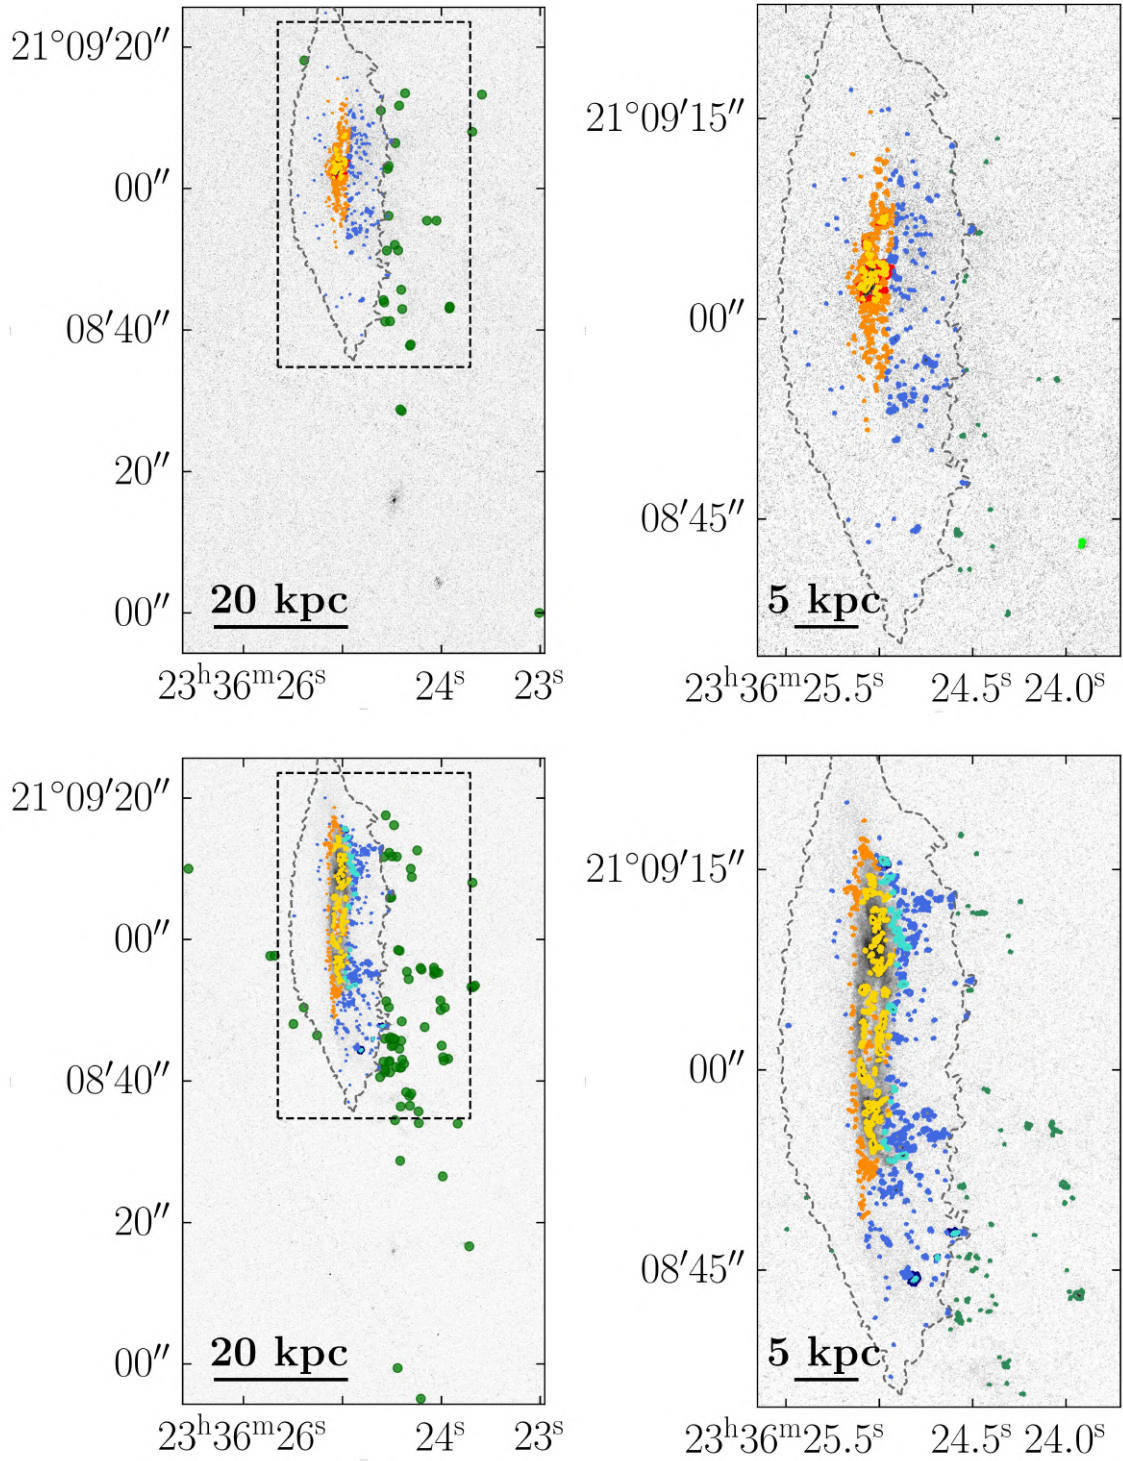 21°09′20″
00″
08′40″
20″
00″
20 kpc
23ʰ36ᵐ26ˢ 24ˢ 23ˢ
21°09′15″
00″
08′45″
5 kpc
23ʰ36ᵐ25.5ˢ 24.5ˢ 24.0ˢ
21°09′20″
00″
08′40″
20″
00″
20 kpc
23ʰ36ᵐ26ˢ 24ˢ 23ˢ
21°09′15″
00″
08′45″
5 kpc
23ʰ36ᵐ25.5ˢ 24.5ˢ 24.0ˢ